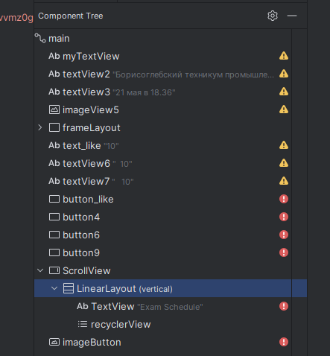 vvmz0g
Component Tree
main
Ab myTextView
Ab textView2 "Борисоглебский техникум промышле...
Ab textView3 "21 мая в 18.36"
imageView5
frameLayout
Ab text_like "10"
Ab textView6 " 10"
Ab textView7 " 10"
button_like
button4
button6
button9
ScrollView
LinearLayout (vertical)
Ab TextView "Exam Schedule"
recyclerView
imageButton